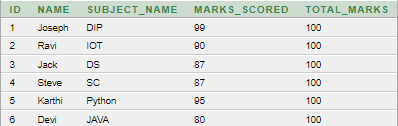 ID NAME SUBJECT_NAME MARKS_SCORED TOTAL_MARKS
1 Joseph DIP 99 100
2 Ravi IOT 90 100
3 Jack DS 87 100
4 Steve SC 87 100
5 Karthi Python 95 100
6 Devi JAVA 80 100